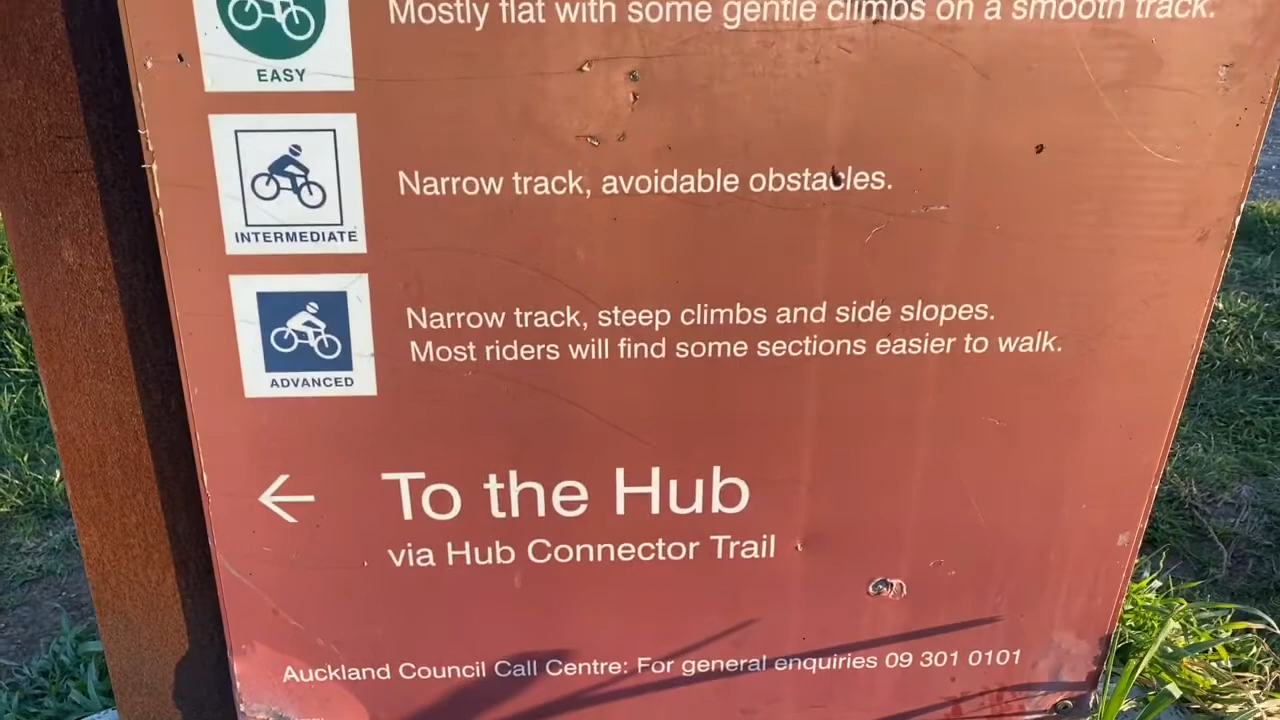 Mostly flat with some gentle climbs on a smooth track.
EASY
Narrow track, avoidable obstacles.
INTERMEDIATE
Narrow track, steep climbs and side slopes.
Most riders will find some sections easier to walk.
ADVANCED
← To the Hub
via Hub Connector Trail
Auckland Council Call Centre: For general enquiries 09 301 0101